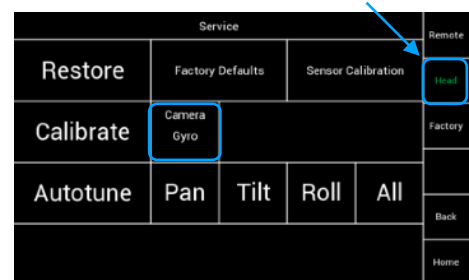 Service
Remote
Restore
Factory Defaults
Sensor Calibration
Head
Calibrate
Camera
Gyro
Factory
Autotune
Pan
Tilt
Roll
All
Back
Home